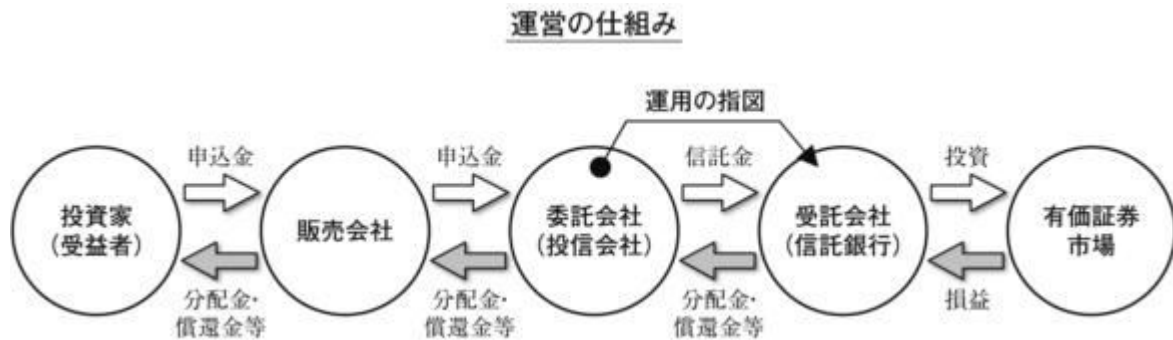 運営の仕組み
運用の指図
申込金
申込金
信託金
投資
投資家
(受益者)
販売会社
委託会社
(投信会社)
受託会社
(信託銀行)
有価証券
市場
分配金・
償還金等
分配金・
償還金等
分配金・
償還金等
損益